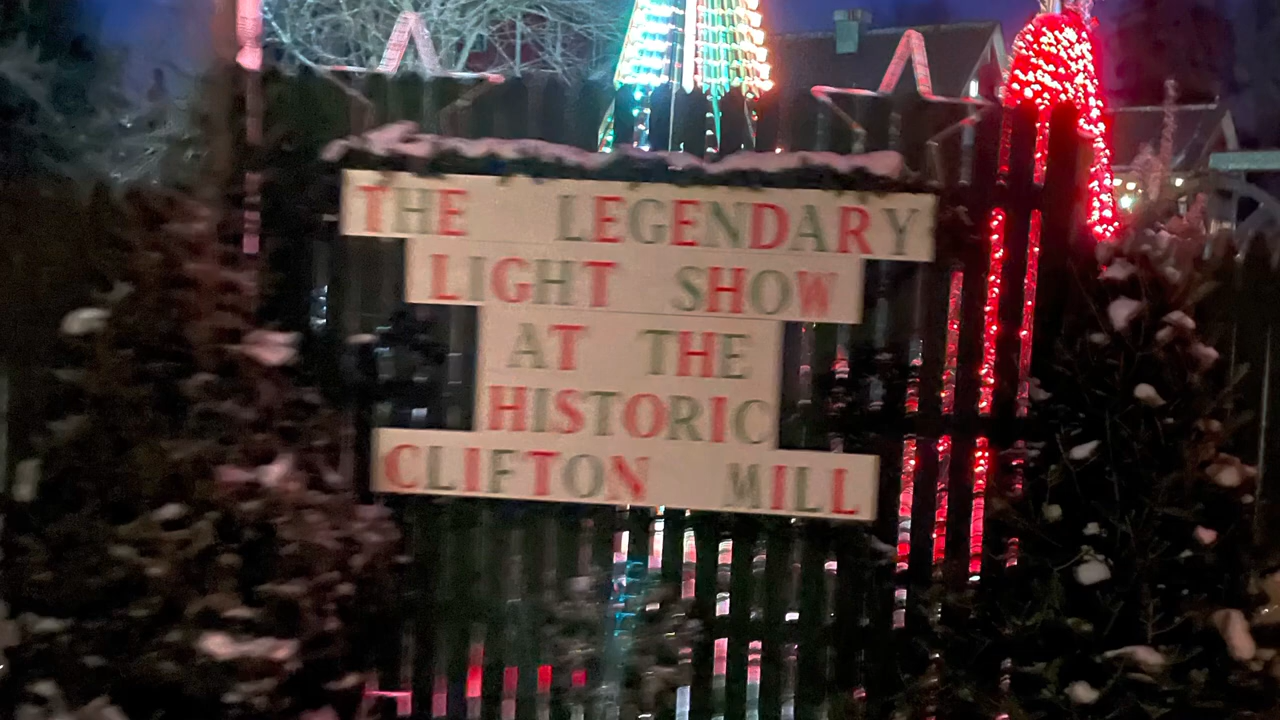 THE LEGENDARY
LIGHT SHOW
AT THE
HISTORIC
CLIFTON MILL